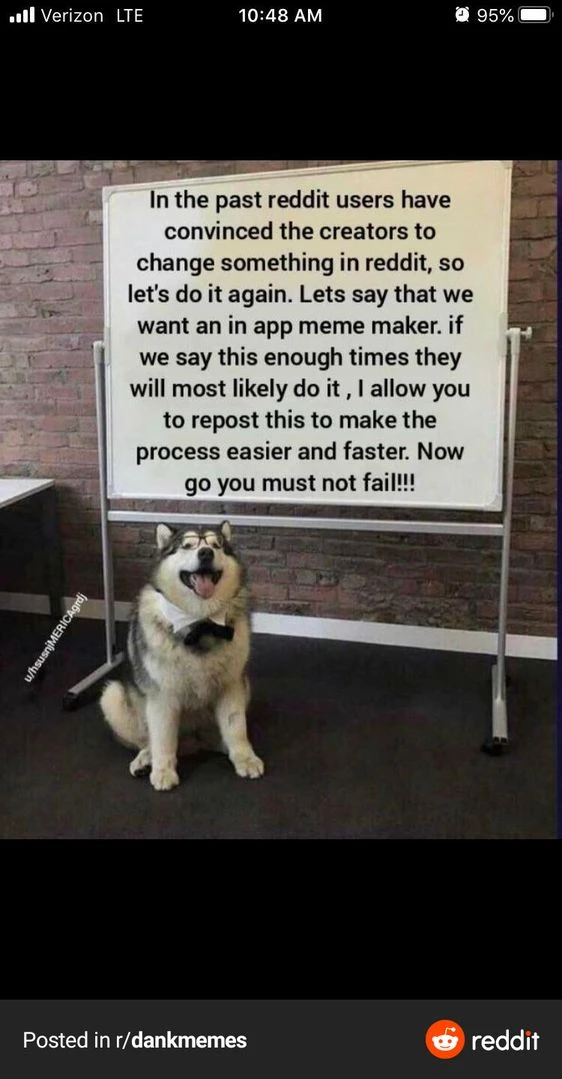 Verizon LTE 10:48 AM 95%
In the past reddit users have
convinced the creators to
change something in reddit, so
let's do it again. Lets say that we
want an in app meme maker. if
we say this enough times they
will most likely do it , I allow you
to repost this to make the
process easier and faster. Now
go you must not fail!!!
u/hsusnjMERICAgrdj
Posted in r/dankmemes reddit